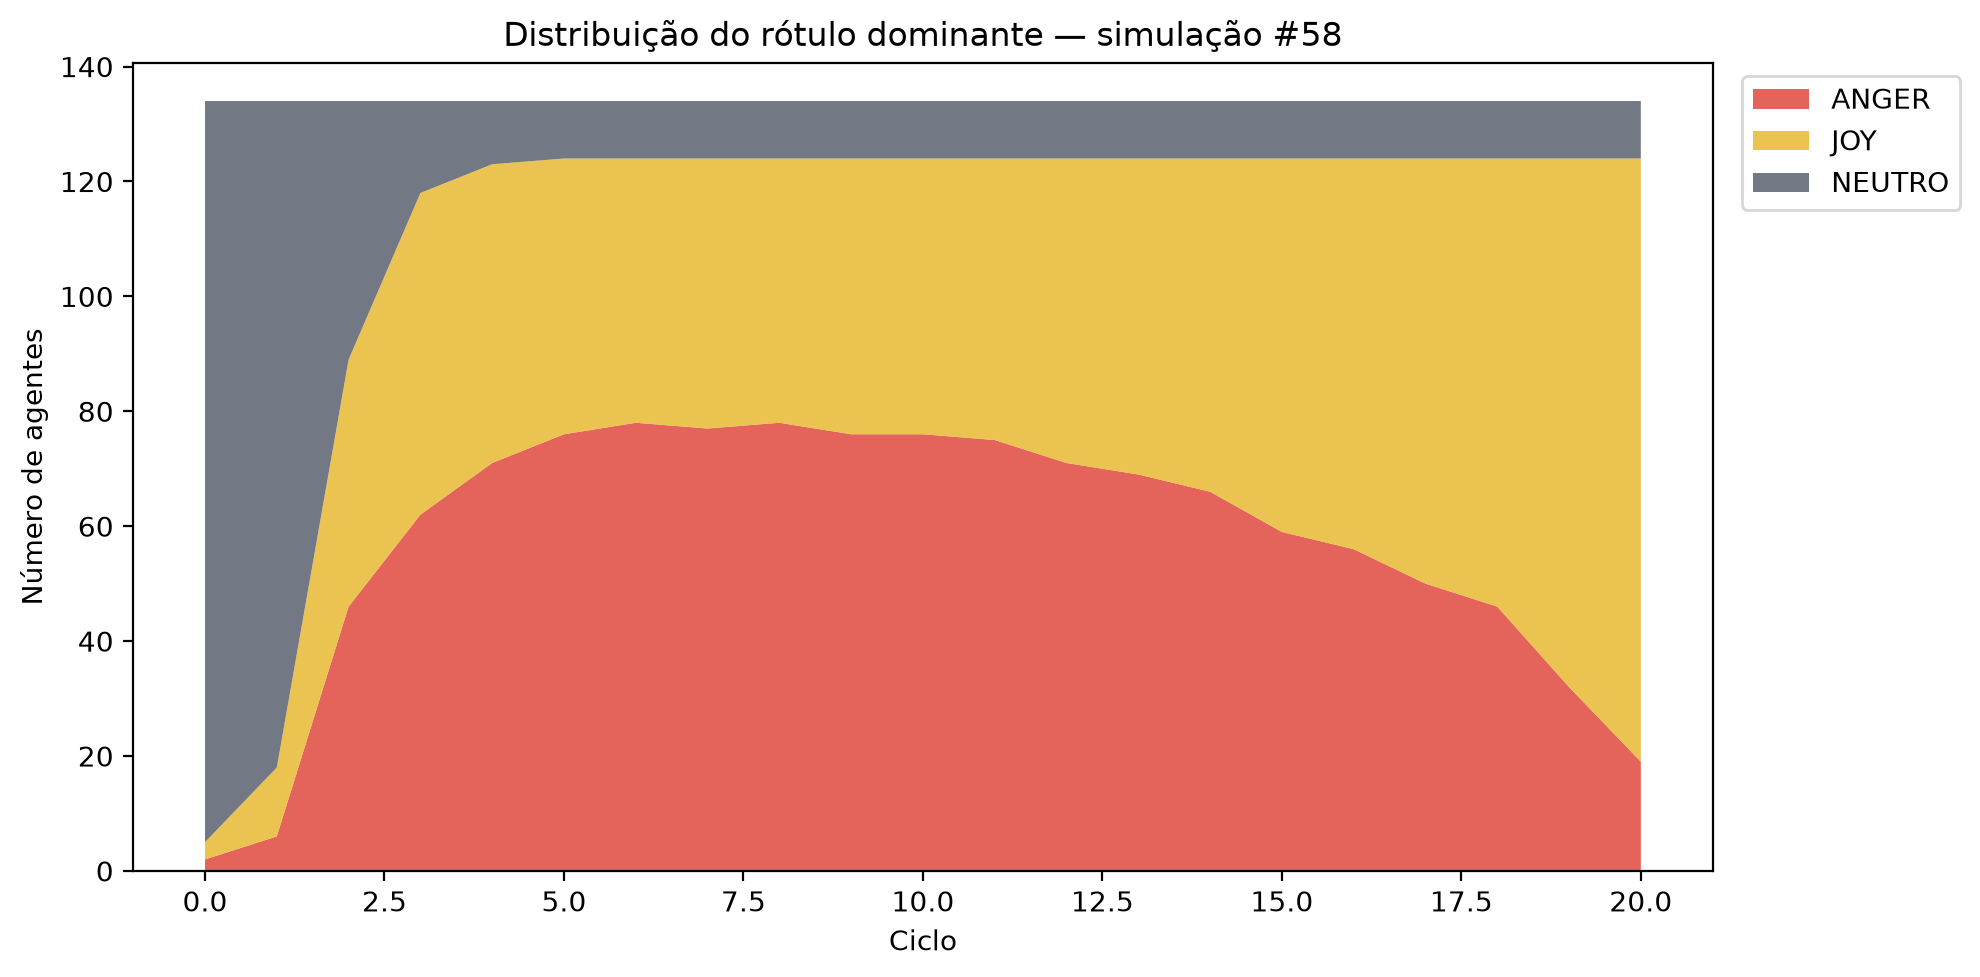 Distribuição do rótulo dominante — simulação #58
140
120
100
80
60
40
20
0
Número de agentes
0.0 2.5 5.0 7.5 10.0 12.5 15.0 17.5 20.0
Ciclo
ANGER
JOY
NEUTRO